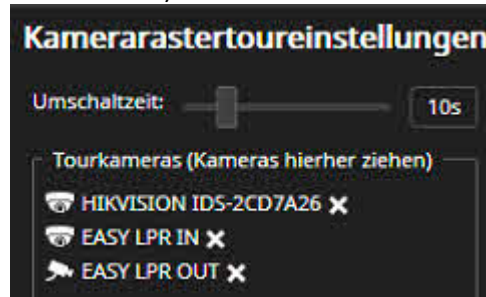 Kamerarastertoureinstellungen
Umschaltzeit: 10s
Tourkameras (Kameras hierher ziehen)
HIKVISION IDS-2CD7A26
EASY LPR IN
EASY LPR OUT